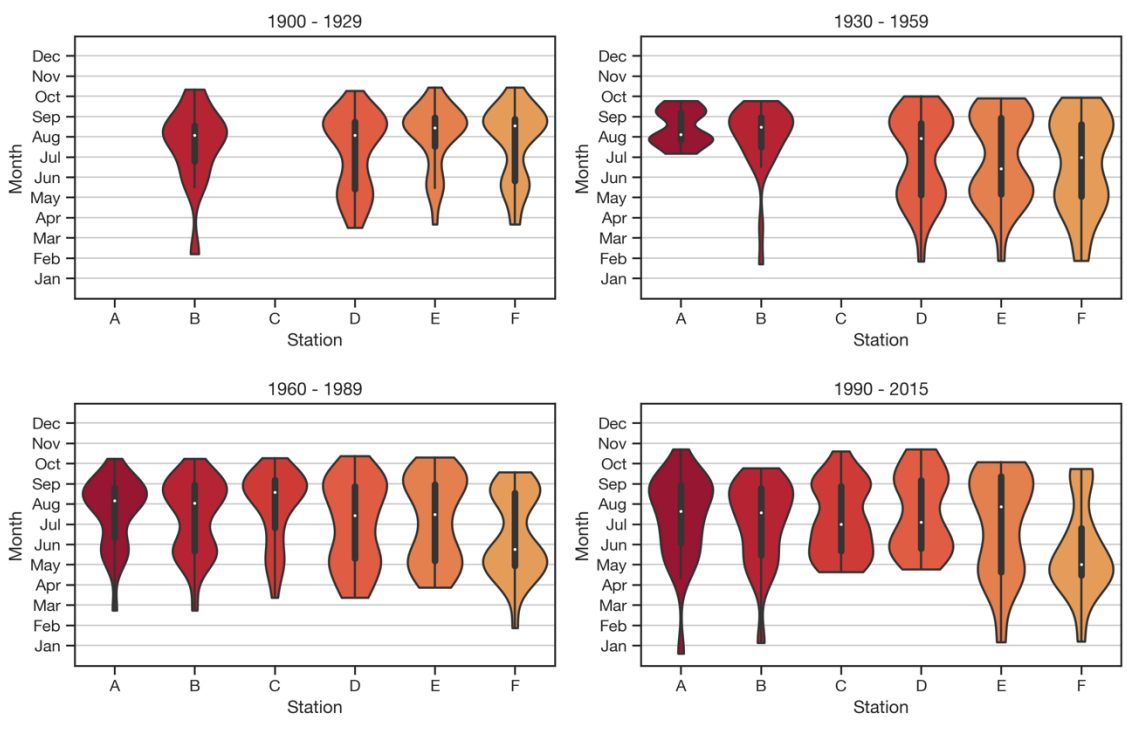 1900 - 1929
Dec
Nov
Oct
Sep
Aug
Jul
Jun
May
Apr
Mar
Feb
Jan
Month
A B C D E F
Station
1930 - 1959
Dec
Nov
Oct
Sep
Aug
Jul
Jun
May
Apr
Mar
Feb
Jan
Month
A B C D E F
Station
1960 - 1989
Dec
Nov
Oct
Sep
Aug
Jul
Jun
May
Apr
Mar
Feb
Jan
Month
A B C D E F
Station
1990 - 2015
Dec
Nov
Oct
Sep
Aug
Jul
Jun
May
Apr
Mar
Feb
Jan
Month
A B C D E F
Station